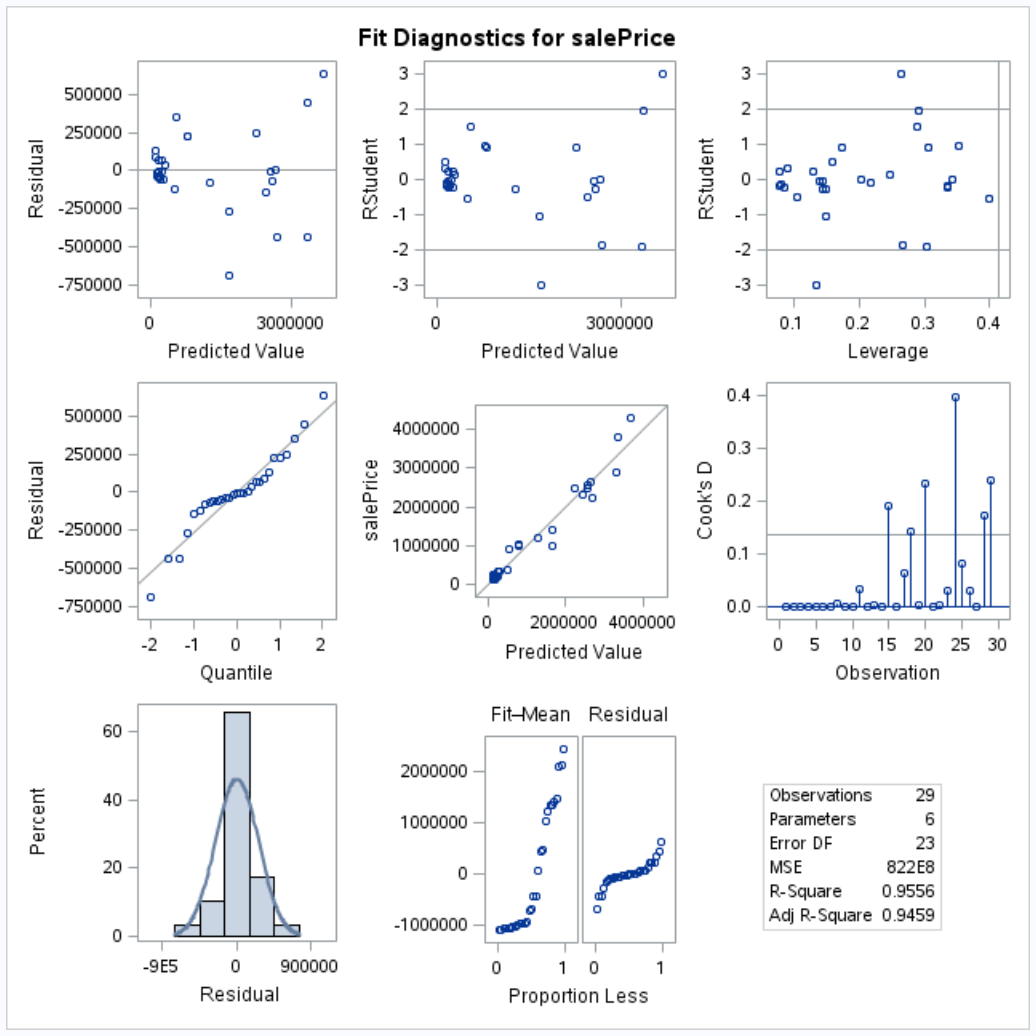 Fit Diagnostics for salePrice
Residual
500000
250000
0
-250000
-500000
-750000
0 3000000
Predicted Value
RStudent
3
2
1
0
-1
-2
-3
0 3000000
Predicted Value
RStudent
3
2
1
0
-1
-2
-3
0.1 0.2 0.3 0.4
Leverage
Residual
500000
250000
0
-250000
-500000
-750000
-2 -1 0 1 2
Quantile
salePrice
4000000
3000000
2000000
1000000
0
0 2000000 4000000
Predicted Value
Cook's D
0.4
0.3
0.2
0.1
0.0
0 5 10 15 20 25 30
Observation
Percent
60
40
20
0
-9E5 0 900000
Residual
Fit–Mean Residual
2000000
1000000
0
-1000000
0 1 0 1
Proportion Less
Observations 29
Parameters 6
Error DF 23
MSE 822E8
R-Square 0.9556
Adj R-Square 0.9459